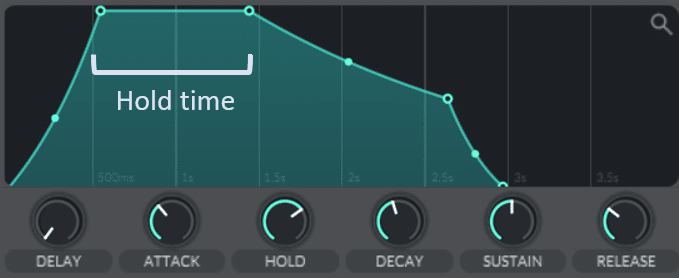 Hold time
500ms 1s 1.5s 2s 2.5s 3s 3.5s
DELAY ATTACK HOLD DECAY SUSTAIN RELEASE